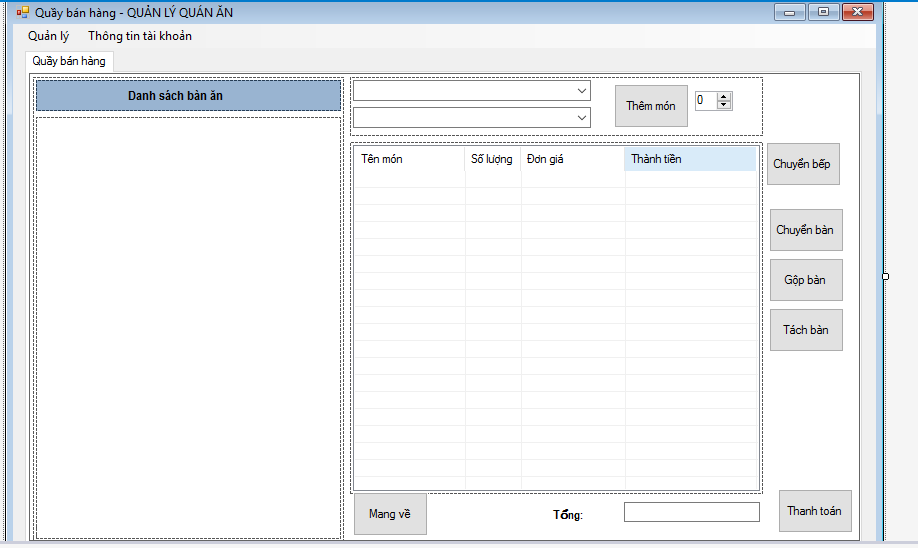 Quầy bán hàng - QUẢN LÝ QUÁN ĂN
Quản lý Thông tin tài khoản
Quầy bán hàng
Danh sách bàn ăn
Thêm món 0
Tên món Số lượng Đơn giá Thành tiền
Chuyển bếp
Chuyển bàn
Gộp bàn
Tách bàn
Mang về Tổng: Thanh toán